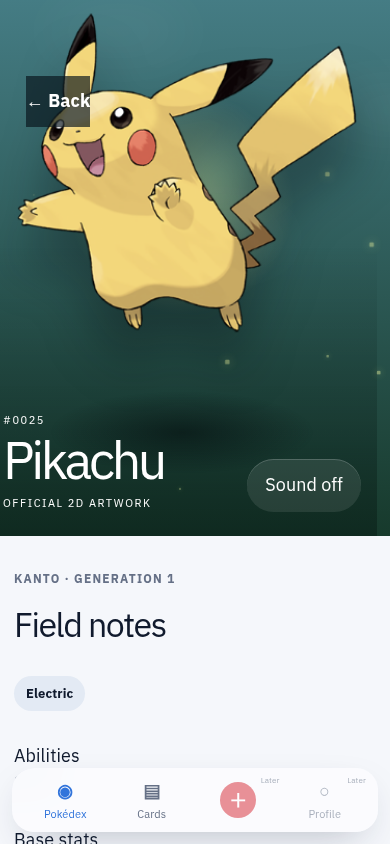 ← Back
#0025
Pikachu
OFFICIAL 2D ARTWORK
Sound off
KANTO · GENERATION 1
Field notes
Electric
Abilities
Later
Later
Pokédex
Cards
Profile
Base stats